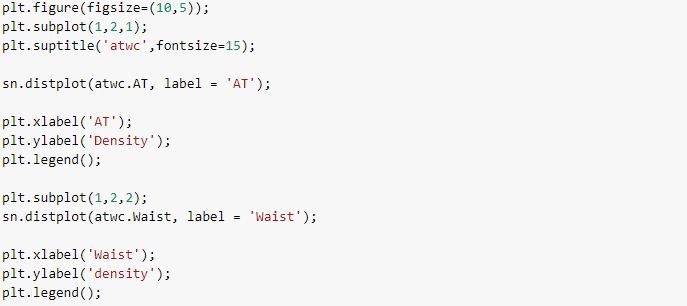 plt.figure(figsize=(10,5));
plt.subplot(1,2,1);
plt.suptitle('atwc',fontsize=15);
sn.distplot(atwc.AT, label = 'AT');
plt.xlabel('AT');
plt.ylabel('Density');
plt.legend();
plt.subplot(1,2,2);
sn.distplot(atwc.Waist, label = 'Waist');
plt.xlabel('Waist');
plt.ylabel('density');
plt.legend();